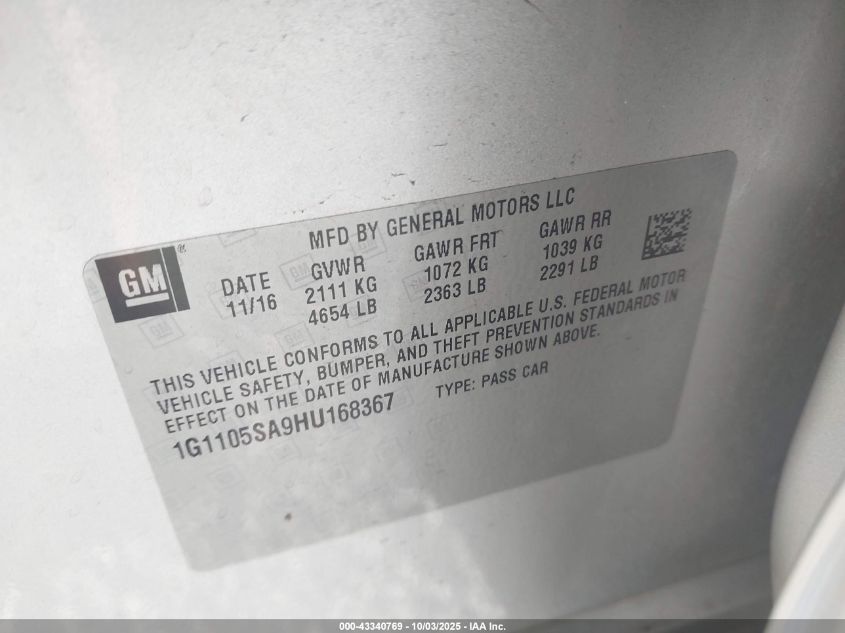 MFD BY GENERAL MOTORS LLC
GM®
DATE GVWR GAWR FRT GAWR RR
11/16 2111 KG 1072 KG 1039 KG
4654 LB 2363 LB 2291 LB
THIS VEHICLE CONFORMS TO ALL APPLICABLE U.S. FEDERAL MOTOR
VEHICLE SAFETY, BUMPER, AND THEFT PREVENTION STANDARDS IN
EFFECT ON THE DATE OF MANUFACTURE SHOWN ABOVE.
1G1105SA9HU168367 TYPE: PASS CAR
000-43340769 - 10/03/2025 - IAA Inc.